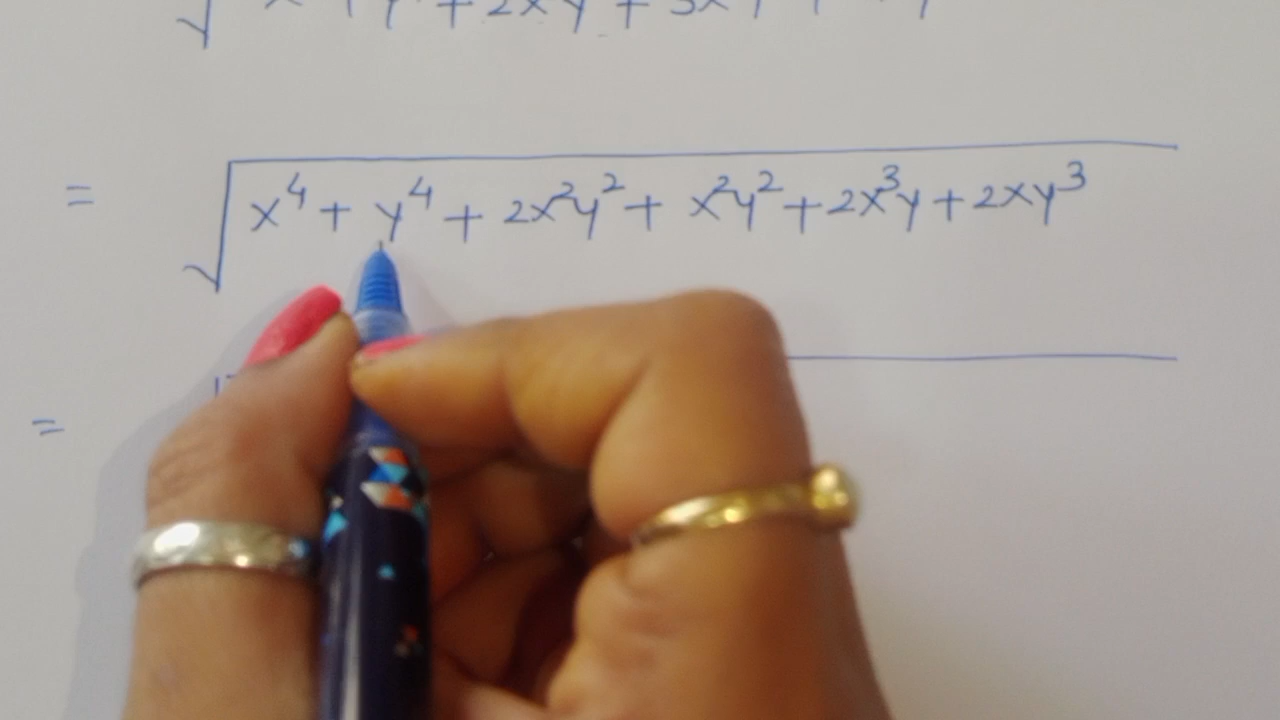 = √x⁴ + y⁴ + 2x²y² + x²y² + 2x³y + 2xy³
=